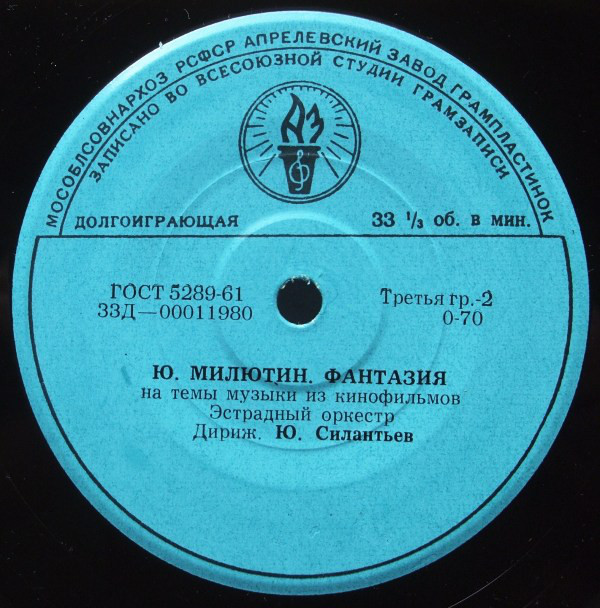 МОСОБЛСОВНАРХОЗ РСФСР АПРЕЛЕВСКИЙ ЗАВОД ГРАМПЛАСТИНОК
ЗАПИСАНО ВО ВСЕСОЮЗНОЙ СТУДИИ ГРАМЗАПИСИ
АЗ
ДОЛГОИГРАЮЩАЯ 33 1/3 об. в мин.
ГОСТ 5289-61 Третья гр.-2
33Д—00011980 0-70
Ю. МИЛЮТИН. ФАНТАЗИЯ
на темы музыки из кинофильмов
Эстрадный оркестр
Дириж. Ю. Силантьев